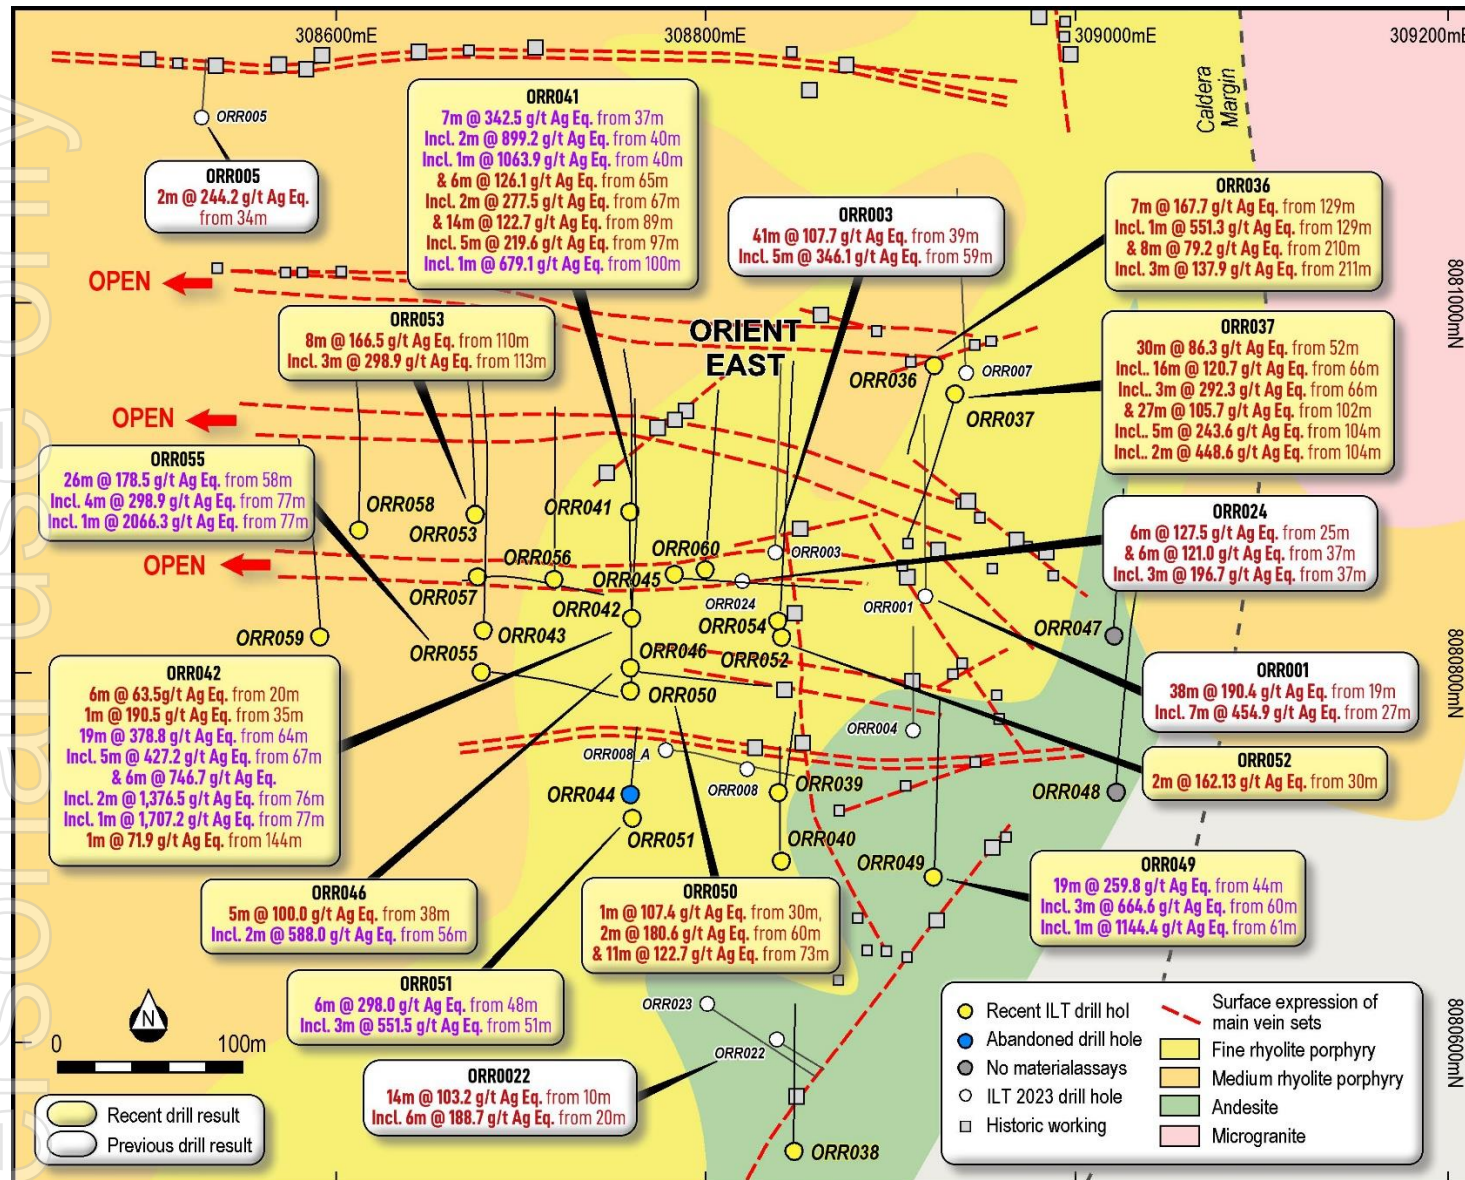 308600mE
308800mE
309000mE
309200mE
Caldera
Margin
ORR005
ORR005
2m @ 244.2 g/t Ag Eq.
from 34m
ORR041
7m @ 342.5 g/t Ag Eq. from 37m
Incl. 2m @ 899.2 g/t Ag Eq. from 40m
Incl. 1m @ 1063.9 g/t Ag Eq. from 40m
& 6m @ 126.1 g/t Ag Eq. from 65m
Incl. 2m @ 277.5 g/t Ag Eq. from 67m
& 14m @ 122.7 g/t Ag Eq. from 89m
Incl. 5m @ 219.6 g/t Ag Eq. from 97m
Incl. 1m @ 679.1 g/t Ag Eq. from 100m
ORR003
41m @ 107.7 g/t Ag Eq. from 39m
Incl. 5m @ 346.1 g/t Ag Eq. from 59m
ORR036
7m @ 167.7 g/t Ag Eq. from 129m
Incl. 1m @ 551.3 g/t Ag Eq. from 129m
& 8m @ 79.2 g/t Ag Eq. from 210m
Incl. 3m @ 137.9 g/t Ag Eq. from 211m
OPEN
8081000mN
ORR053
8m @ 166.5 g/t Ag Eq. from 110m
Incl. 3m @ 298.9 g/t Ag Eq. from 113m
ORIENT
EAST
ORR037
30m @ 86.3 g/t Ag Eq. from 52m
Incl.. 16m @ 120.7 g/t Ag Eq. from 66m
Incl.. 3m @ 292.3 g/t Ag Eq. from 66m
& 27m @ 105.7 g/t Ag Eq. from 102m
Incl.. 5m @ 243.6 g/t Ag Eq. from 104m
Incl.. 2m @ 448.6 g/t Ag Eq. from 104m
ORR036
ORR007
ORR037
OPEN
ORR055
26m @ 178.5 g/t Ag Eq. from 58m
Incl. 4m @ 298.9 g/t Ag Eq. from 77m
Incl. 1m @ 2066.3 g/t Ag Eq. from 77m
ORR058
ORR053
ORR041
ORR024
6m @ 127.5 g/t Ag Eq. from 25m
& 6m @ 121.0 g/t Ag Eq. from 37m
Incl. 3m @ 196.7 g/t Ag Eq. from 37m
OPEN
ORR056
ORR060
ORR003
ORR045
ORR057
ORR024
ORR001
ORR042
ORR054
ORR047
ORR059
ORR043
ORR046
ORR052
ORR055
ORR050
ORR001
38m @ 190.4 g/t Ag Eq. from 19m
Incl. 7m @ 454.9 g/t Ag Eq. from 27m
8080800mN
ORR042
6m @ 63.5g/t Ag Eq. from 20m
1m @ 190.5 g/t Ag Eq. from 35m
19m @ 378.8 g/t Ag Eq. from 64m
Incl. 5m @ 427.2 g/t Ag Eq. from 67m
& 6m @ 746.7 g/t Ag Eq.
Incl. 2m @ 1,376.5 g/t Ag Eq. from 76m
Incl. 1m @ 1,707.2 g/t Ag Eq. from 77m
1m @ 71.9 g/t Ag Eq. from 144m
ORR004
ORR008_A
ORR008
ORR039
ORR052
2m @ 162.13 g/t Ag Eq. from 30m
ORR044
ORR048
ORR051
ORR040
ORR049
ORR049
19m @ 259.8 g/t Ag Eq. from 44m
Incl. 3m @ 664.6 g/t Ag Eq. from 60m
Incl. 1m @ 1144.4 g/t Ag Eq. from 61m
ORR046
5m @ 100.0 g/t Ag Eq. from 38m
Incl. 2m @ 588.0 g/t Ag Eq. from 56m
ORR050
1m @ 107.4 g/t Ag Eq. from 30m,
2m @ 180.6 g/t Ag Eq. from 60m
& 11m @ 122.7 g/t Ag Eq. from 73m
ORR051
6m @ 298.0 g/t Ag Eq. from 48m
Incl. 3m @ 551.5 g/t Ag Eq. from 51m
ORR023
ORR022
8080600mN
N
0
100m
ORR0022
14m @ 103.2 g/t Ag Eq. from 10m
Incl. 6m @ 188.7 g/t Ag Eq. from 20m
Recent drill result
Previous drill result
ORR038
Recent ILT drill hol
Abandoned drill hole
No materialassays
ILT 2023 drill hole
Historic working
Surface expression of
main vein sets
Fine rhyolite porphyry
Medium rhyolite porphyry
Andesite
Microgranite